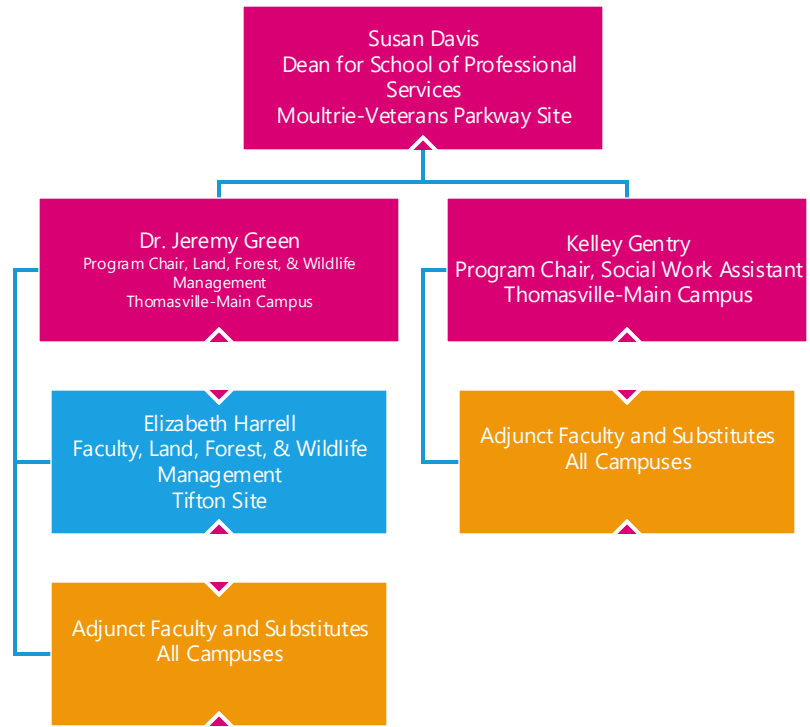 Susan Davis
Dean for School of Professional
Services
Moultrie-Veterans Parkway Site
Dr. Jeremy Green
Program Chair, Land, Forest, & Wildlife
Management
Thomasville-Main Campus
Kelley Gentry
Program Chair, Social Work Assistant
Thomasville-Main Campus
Elizabeth Harrell
Faculty, Land, Forest, & Wildlife
Management
Tifton Site
Adjunct Faculty and Substitutes
All Campuses
Adjunct Faculty and Substitutes
All Campuses